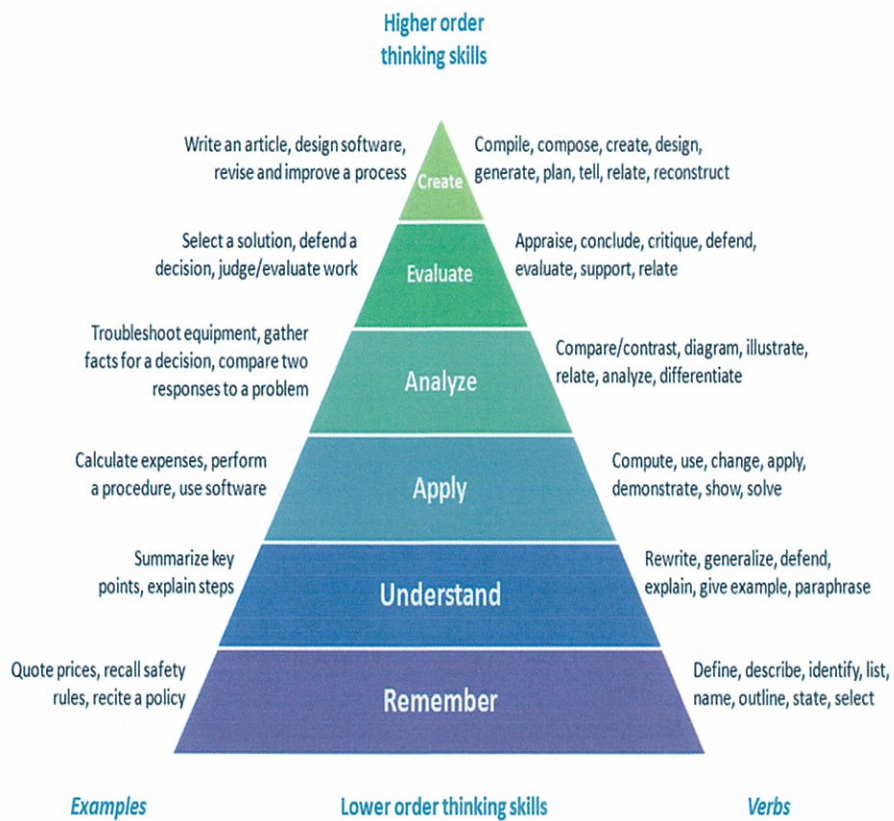 Higher order
thinking skills
Write an article, design software,
revise and improve a process
Create
Compile, compose, create, design,
generate, plan, tell, relate, reconstruct
Select a solution, defend a
decision, judge/evaluate work
Evaluate
Appraise, conclude, critique, defend,
evaluate, support, relate
Troubleshoot equipment, gather
facts for a decision, compare two
responses to a problem
Analyze
Compare/contrast, diagram, illustrate,
relate, analyze, differentiate
Calculate expenses, perform
a procedure, use software
Apply
Compute, use, change, apply,
demonstrate, show, solve
Summarize key
points, explain steps
Understand
Rewrite, generalize, defend,
explain, give example, paraphrase
Quote prices, recall safety
rules, recite a policy
Remember
Define, describe, identify, list,
name, outline, state, select
Examples
Lower order thinking skills
Verbs